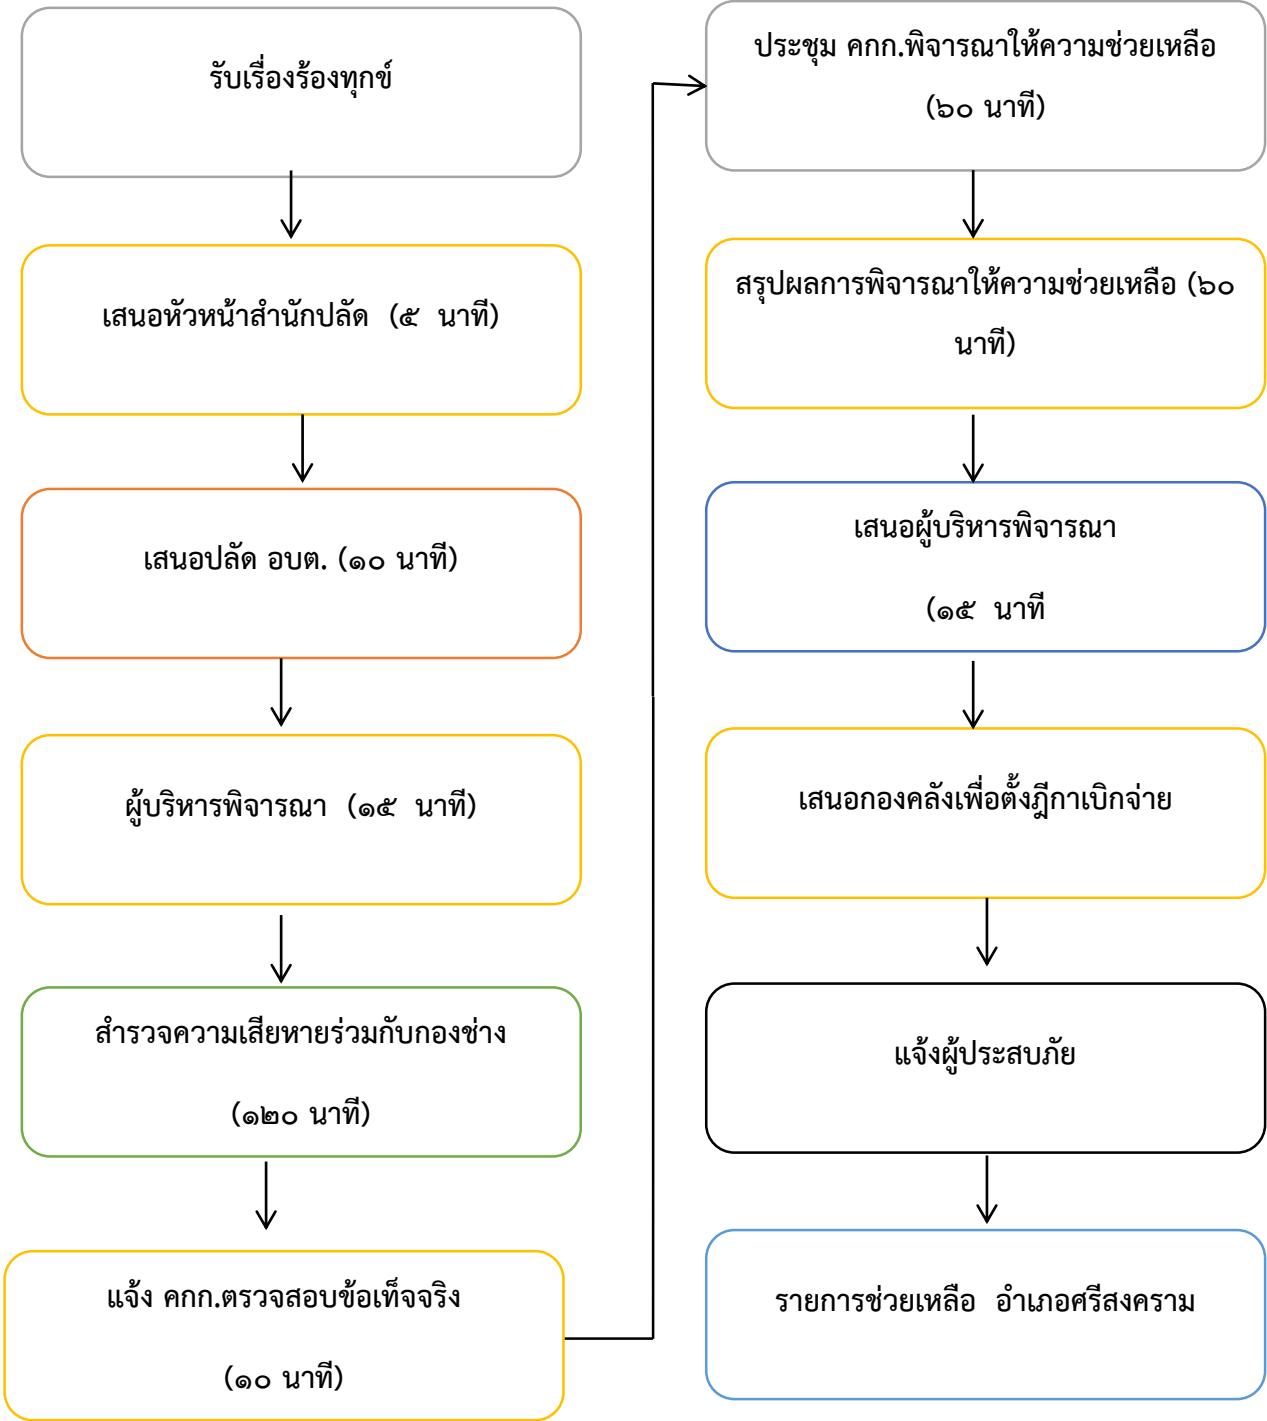 รับเรื่องร้องทุกข์
เสนอหัวหน้าสำนักปลัด (๕ นาที)
เสนอปลัด อบต. (๑๐ นาที)
ผู้บริหารพิจารณา (๑๕ นาที)
สำรวจความเสียหายร่วมกับกองช่าง
(๑๒๐ นาที)
แจ้ง คกก.ตรวจสอบข้อเท็จจริง
(๑๐ นาที)
ประชุม คกก.พิจารณาให้ความช่วยเหลือ
(๖๐ นาที)
สรุปผลการพิจารณาให้ความช่วยเหลือ (๖๐
นาที)
เสนอผู้บริหารพิจารณา
(๑๕ นาที
เสนอกองคลังเพื่อตั้งฎีกาเบิกจ่าย
แจ้งผู้ประสบภัย
รายการช่วยเหลือ อำเภอศรีสงคราม